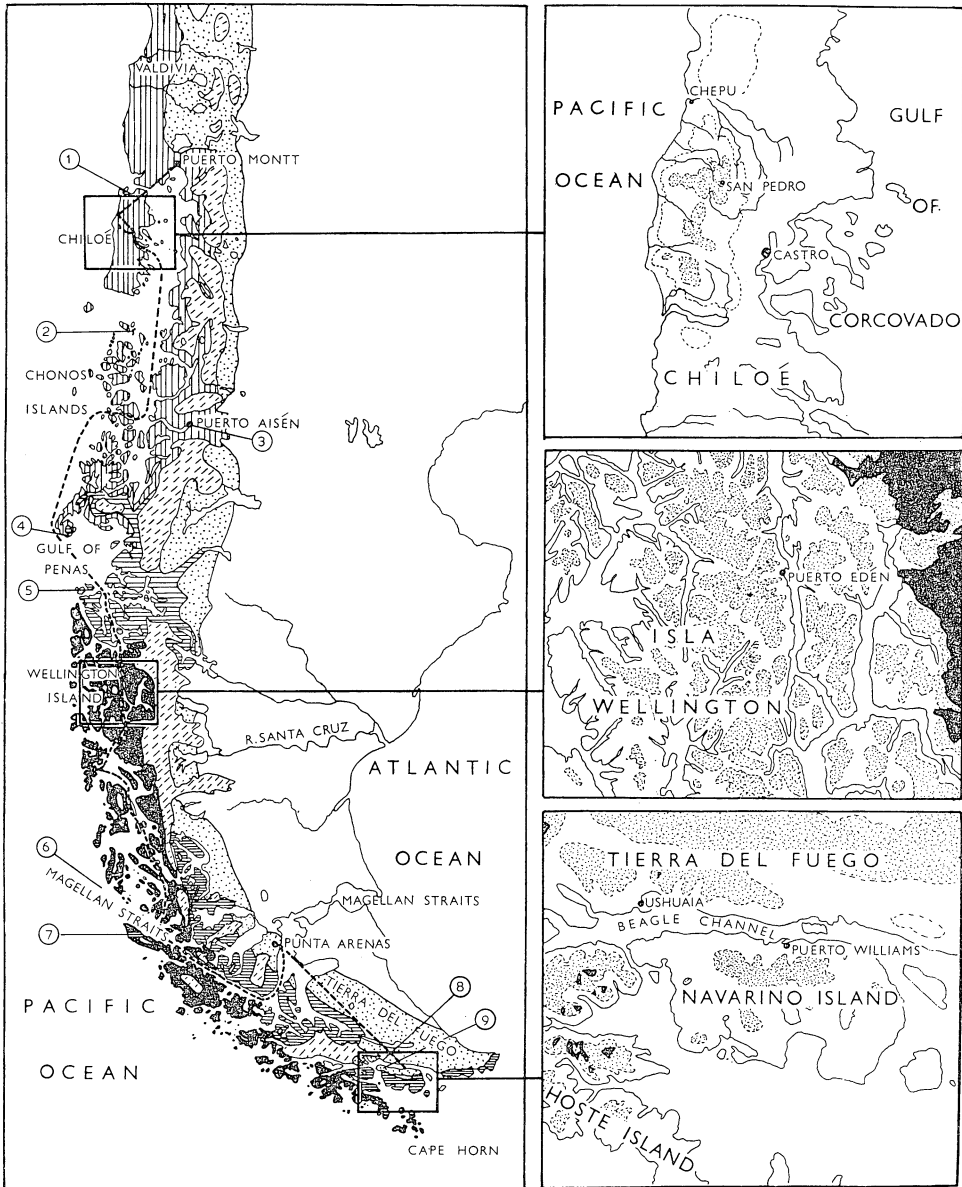 VALDIVIA
1
PUERTO MONTT
CHILOÉ
2
CHONOS
ISLANDS
PUERTO AISÉN
3
4
GULF OF
PENAS
5
WELLINGTON
ISLAND
R. SANTA CRUZ
ATLANTIC
OCEAN
6
MAGELLAN STRAITS
MAGELLAN STRAITS
7
PUNTA ARENAS
PACIFIC
OCEAN
TIERRA DEL FUEGO
8
9
CAPE HORN
CHEPU
PACIFIC
OCEAN
GULF
OF
CORCOVADO
SAN PEDRO
CASTRO
CHILOÉ
PUERTO EDEN
ISLA
WELLINGTON
TIERRA DEL FUEGO
USHUAIA
BEAGLE CHANNEL
PUERTO WILLIAMS
NAVARINO ISLAND
HOSTE ISLAND